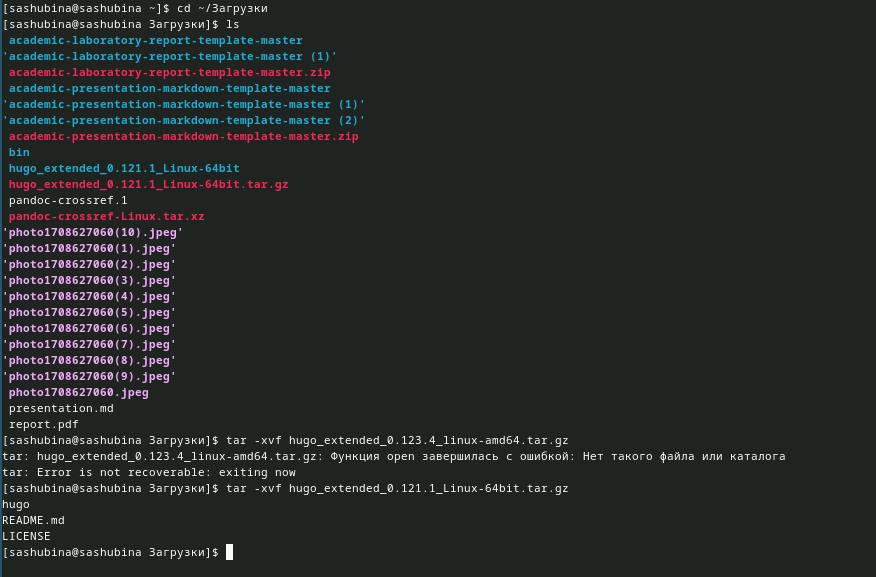 [sashubina@sashubina ~]$ cd ~/Загрузки
[sashubina@sashubina Загрузки]$ ls
academic-laboratory-report-template-master
'academic-laboratory-report-template-master (1)'
academic-laboratory-report-template-master.zip
academic-presentation-markdown-template-master
'academic-presentation-markdown-template-master (1)'
'academic-presentation-markdown-template-master (2)'
academic-presentation-markdown-template-master.zip
bin
hugo_extended_0.121.1_Linux-64bit
hugo_extended_0.121.1_Linux-64bit.tar.gz
pandoc-crossref.1
pandoc-crossref-Linux.tar.xz
'photo1708627060(10).jpeg'
'photo1708627060(1).jpeg'
'photo1708627060(2).jpeg'
'photo1708627060(3).jpeg'
'photo1708627060(4).jpeg'
'photo1708627060(5).jpeg'
'photo1708627060(6).jpeg'
'photo1708627060(7).jpeg'
'photo1708627060(8).jpeg'
'photo1708627060(9).jpeg'
photo1708627060.jpeg
presentation.md
report.pdf
[sashubina@sashubina Загрузки]$ tar -xvf hugo_extended_0.123.4_linux-amd64.tar.gz
tar: hugo_extended_0.123.4_linux-amd64.tar.gz: Функция open завершилась с ошибкой: Нет такого файла или каталога
tar: Error is not recoverable: exiting now
[sashubina@sashubina Загрузки]$ tar -xvf hugo_extended_0.121.1_Linux-64bit.tar.gz
hugo
README.md
LICENSE
[sashubina@sashubina Загрузки]$